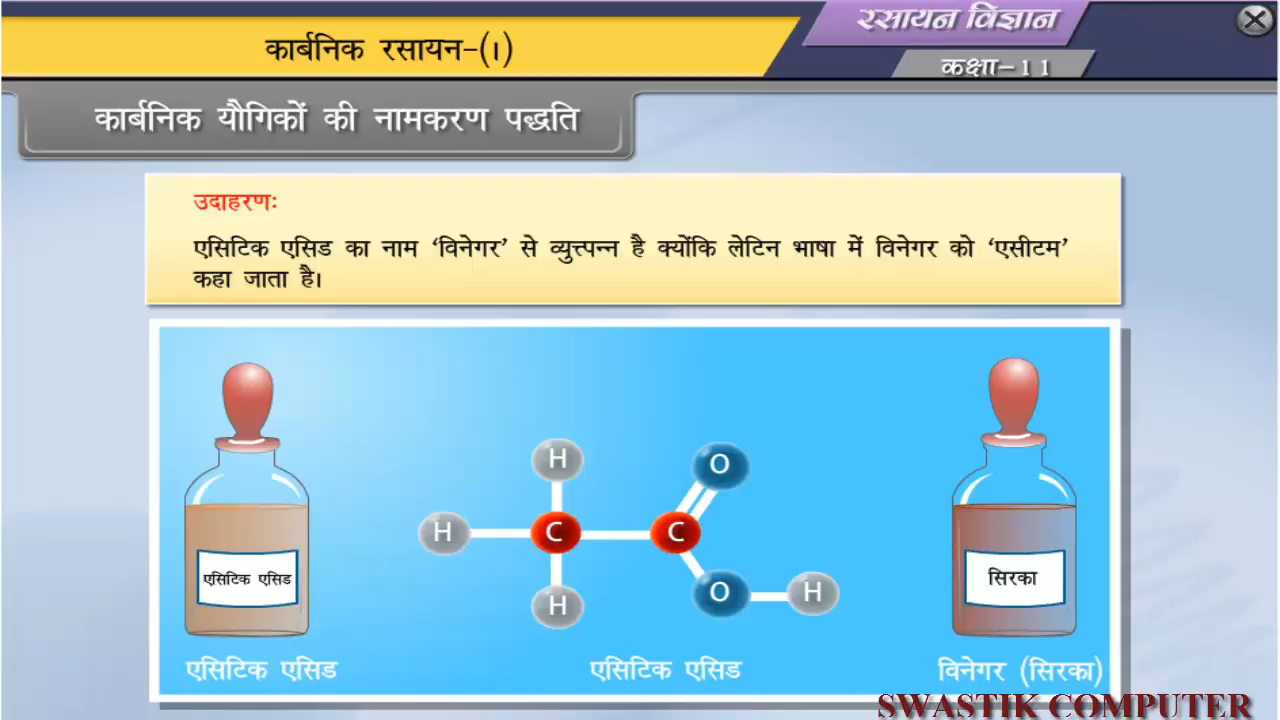 रसायन विज्ञान
कार्बनिक रसायन-(।)
कक्षा-11
कार्बनिक यौगिकों की नामकरण पद्धति
उदाहरणः
एसिटिक एसिड का नाम ‘विनेगर’ से व्युत्त्पन्न है क्योंकि लेटिन भाषा में विनेगर को ‘एसीटम’
कहा जाता है।
H
O
H
C
C
एसिटिक एसिड
सिरका
O
H
H
एसिटिक एसिड
एसिटिक एसिड
विनेगर (सिरका)
SWASTIK COMPUTER